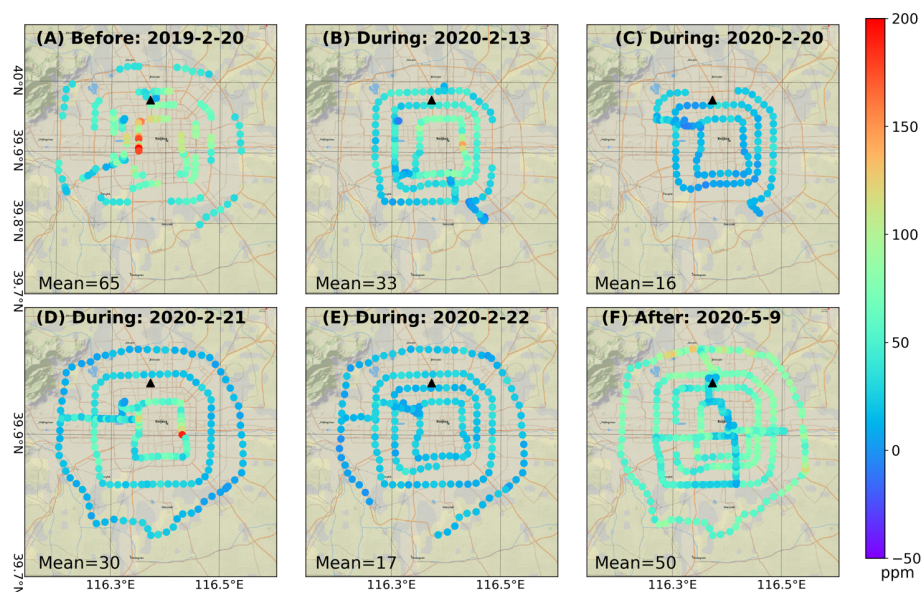 (A) Before: 2019-2-20
(B) During: 2020-2-13
(C) During: 2020-2-20
40°N
39.9°N
39.8°N
39.7°N
Mean=65
Mean=33
Mean=16
(D) During: 2020-2-21
(E) During: 2020-2-22
(F) After: 2020-5-9
39.9°N
39.7°N
Mean=30
Mean=17
Mean=50
116.3°E 116.5°E
116.3°E 116.5°E
116.3°E 116.5°E
200
150
100
50
0
−50
ppm